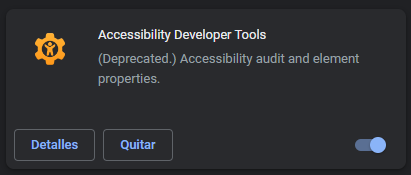 Accessibility Developer Tools
(Deprecated.) Accessibility audit and element
properties.
Detalles
Quitar